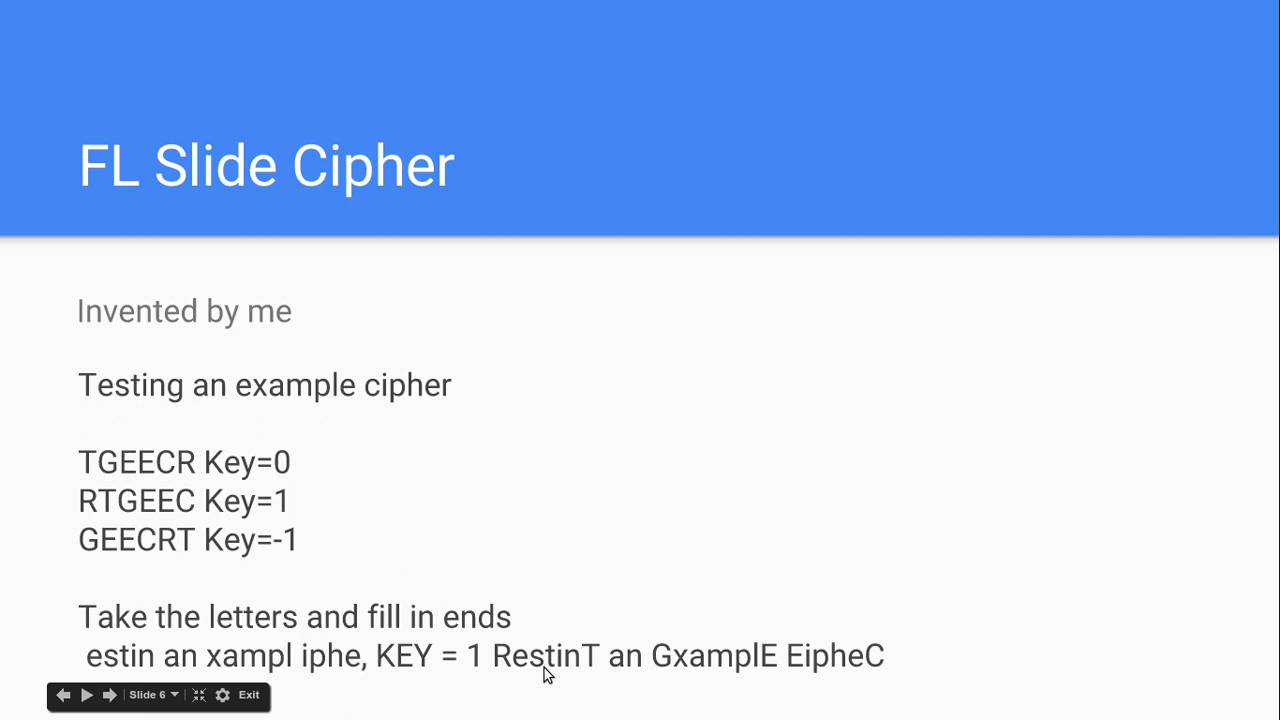 FL Slide Cipher
Invented by me
Testing an example cipher
TGEECR Key=0
RTGEEC Key=1
GEECRT Key=-1
Take the letters and fill in ends
estin an xampl iphe, KEY = 1 RestinT an GxamplE EipheC
Slide 6
Exit